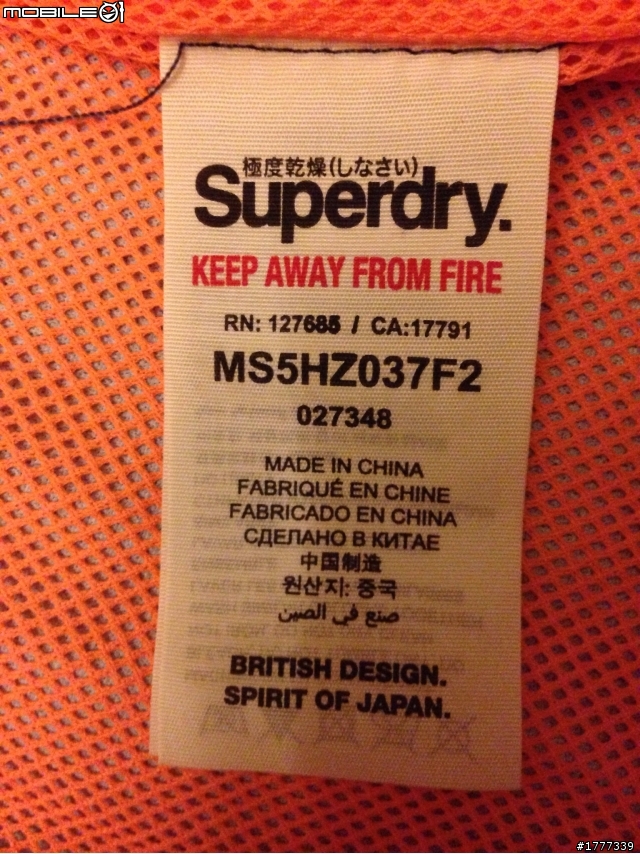 MOBILE01
極度乾燥(しなさい)
Superdry.
KEEP AWAY FROM FIRE
RN: 127685 / CA:17791
MS5HZ037F2
027348
MADE IN CHINA
FABRIQUÉ EN CHINE
FABRICADO EN CHINA
СДЕЛАНО В КИТАЕ
中国制造
원산지: 중국
صنع في الصين
BRITISH DESIGN.
SPIRIT OF JAPAN.
#1777339